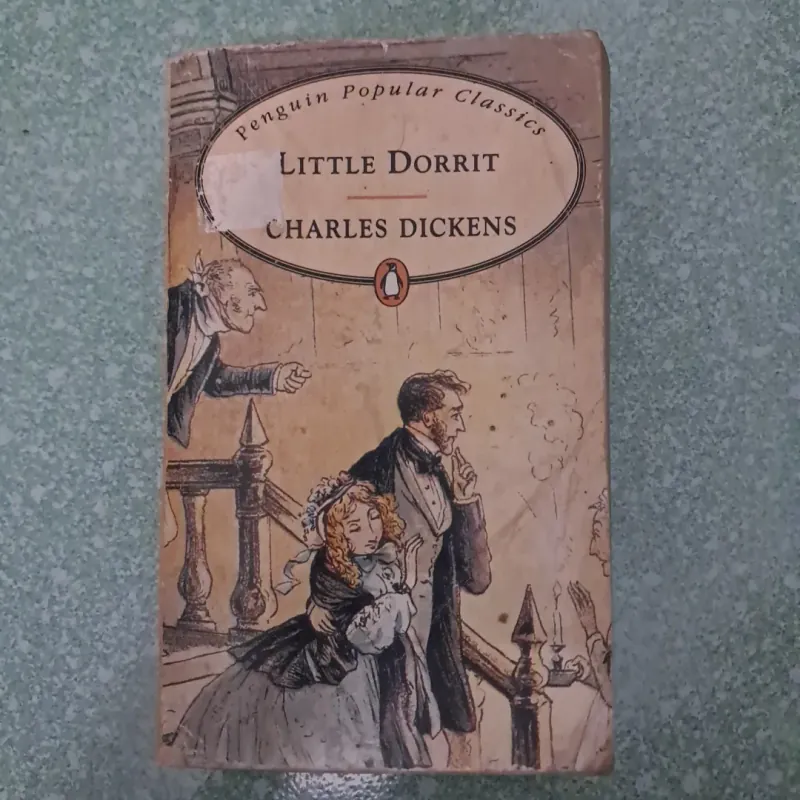 Penguin Popular Classics
LITTLE DORRIT
CHARLES DICKENS